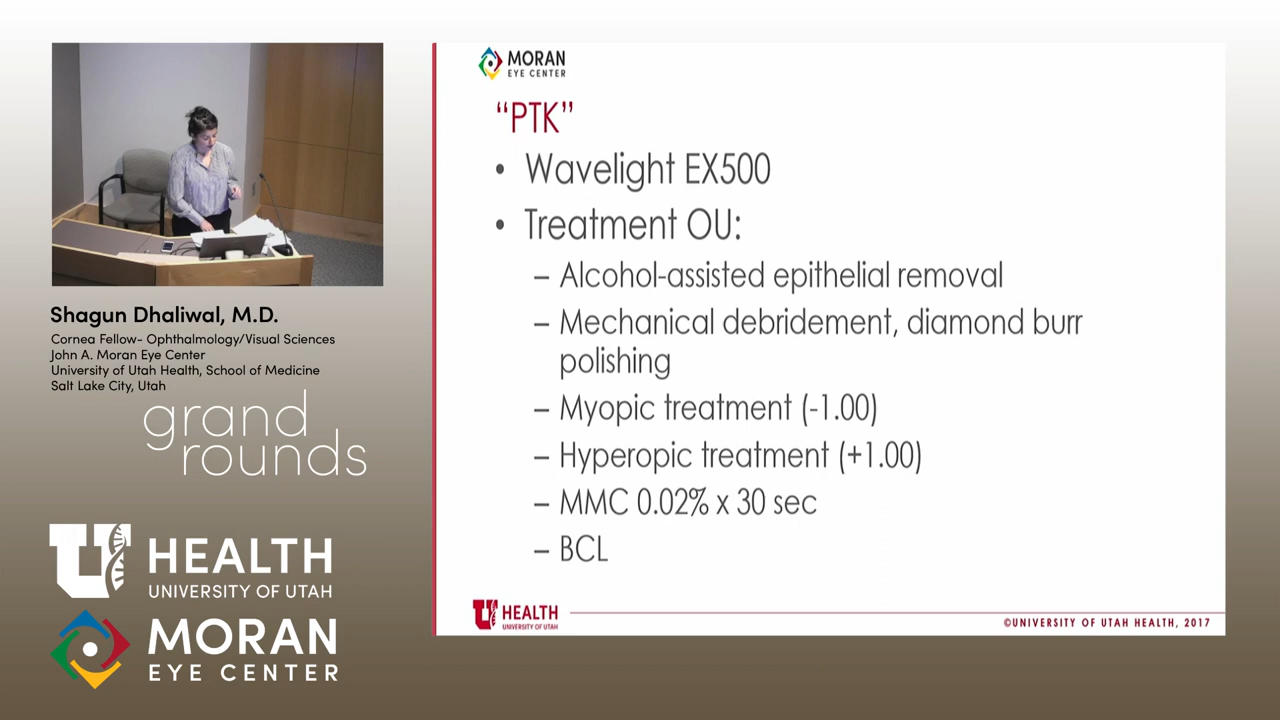 MORAN
EYE CENTER
“PTK”
• Wavelight EX500
• Treatment OU:
– Alcohol-assisted epithelial removal
– Mechanical debridement, diamond burr
polishing
– Myopic treatment (-1.00)
– Hyperopic treatment (+1.00)
– MMC 0.02% x 30 sec
– BCL
U HEALTH
UNIVERSITY OF UTAH
©UNIVERSITY OF UTAH HEALTH, 2017
Shagun Dhaliwal, M.D.
Cornea Fellow- Ophthalmology/Visual Sciences
John A. Moran Eye Center
University of Utah Health, School of Medicine
Salt Lake City, Utah
grand
rounds
U HEALTH
UNIVERSITY OF UTAH
MORAN
EYE CENTER